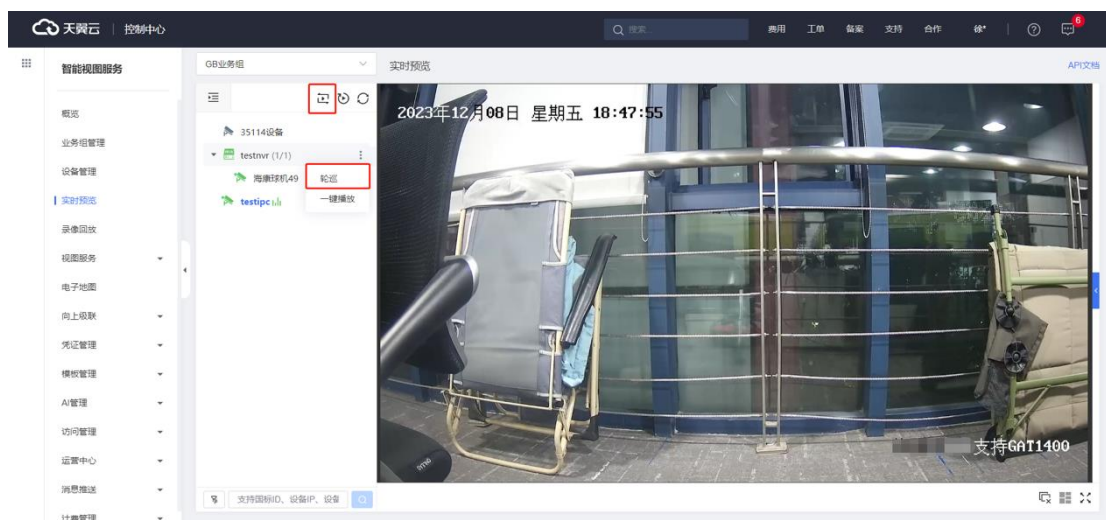 天翼云 | 控制中心
搜索... 费用 工单 备案 支持 合作 徐* 6
智能视图服务
概览
业务组管理
设备管理
实时预览
录像回放
视图服务
电子地图
向上级联
凭证管理
模板管理
AI管理
访问管理
运营中心
消息推送
计费管理
GB业务组
35114设备
testnvr (1/1)
海康球机49
testipc
轮巡
一键播放
支持国标ID、设备IP、设备
实时预览
API文档
2023年12月08日 星期五 18:47:55
支持GAT1400